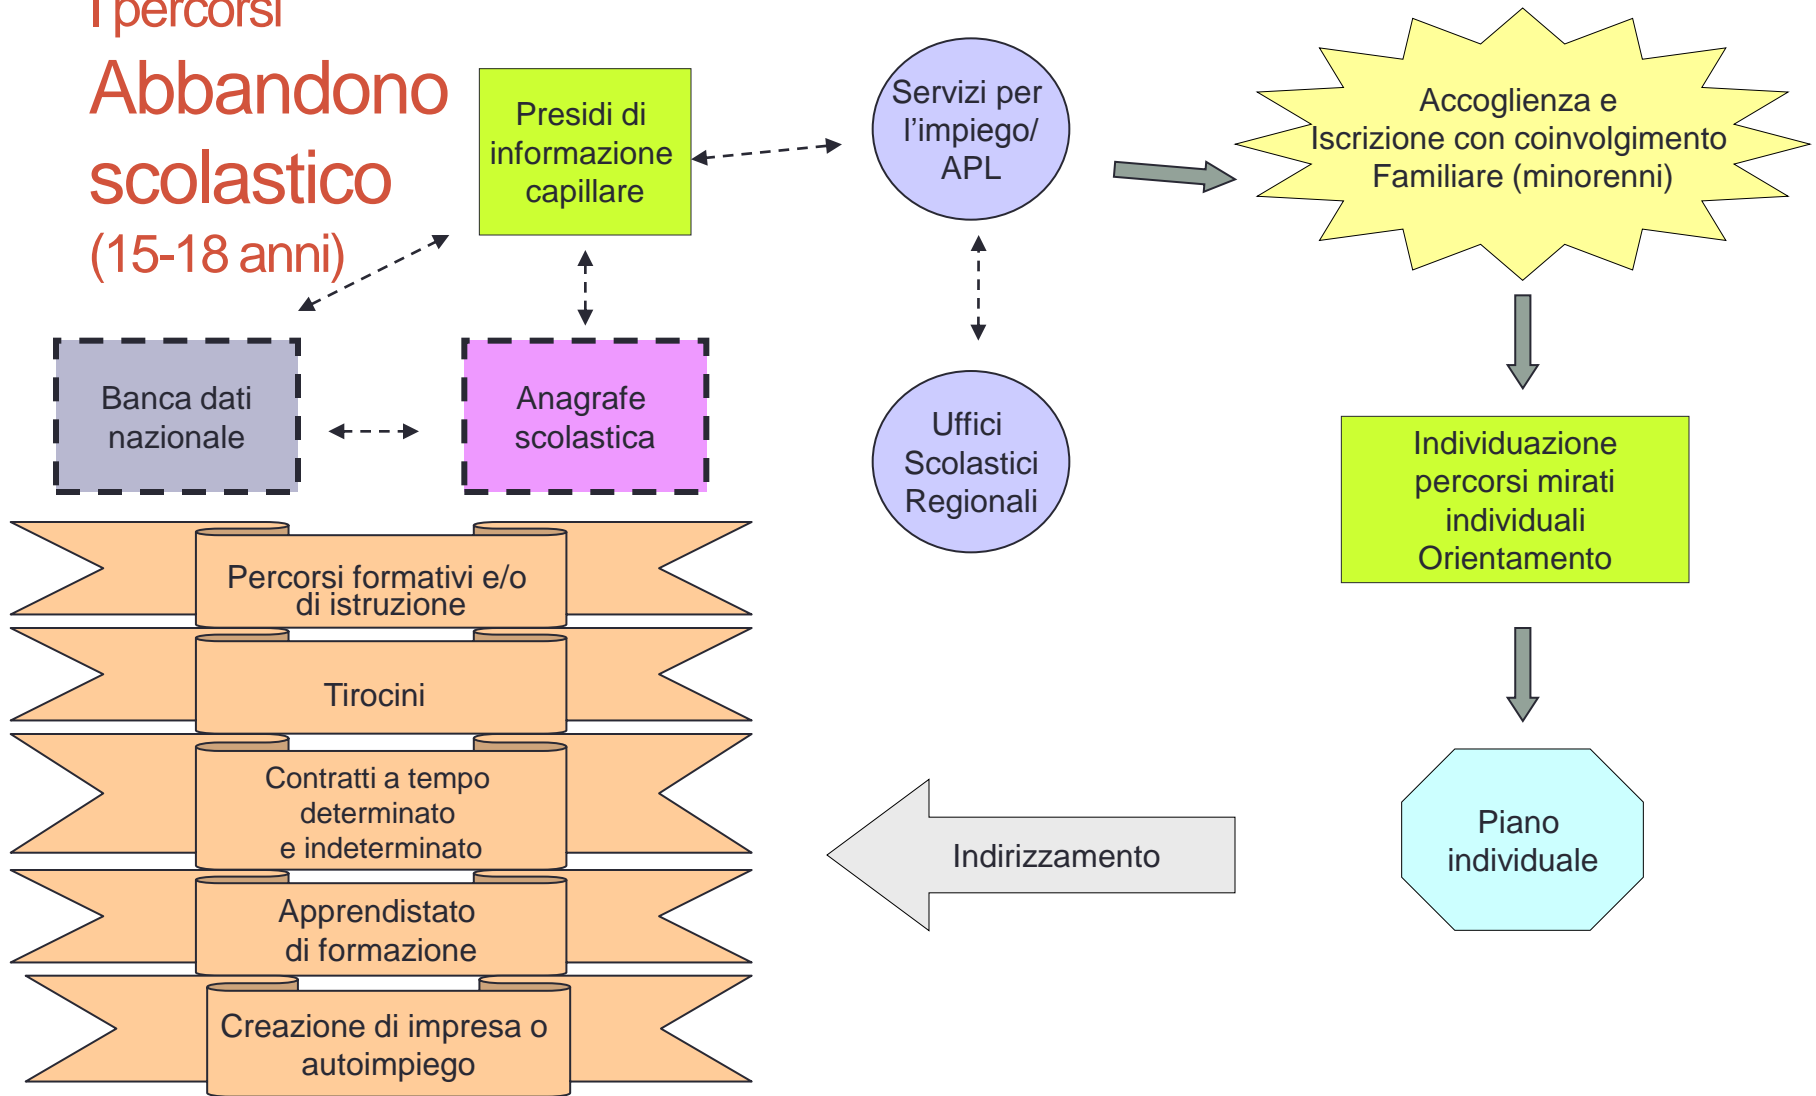 I percorsi
Abbandono
scolastico
(15-18 anni)
Presidi di
informazione
capillare
Servizi per
l’impiego/
APL
Accoglienza e
Iscrizione con coinvolgimento
Familiare (minorenni)
Banca dati
nazionale
Anagrafe
scolastica
Uffici
Scolastici
Regionali
Individuazione
percorsi mirati
individuali
Orientamento
Percorsi formativi e/o
di istruzione
Tirocini
Contratti a tempo
determinato
e indeterminato
Apprendistato
di formazione
Creazione di impresa o
autoimpiego
Indirizzamento
Piano
individuale